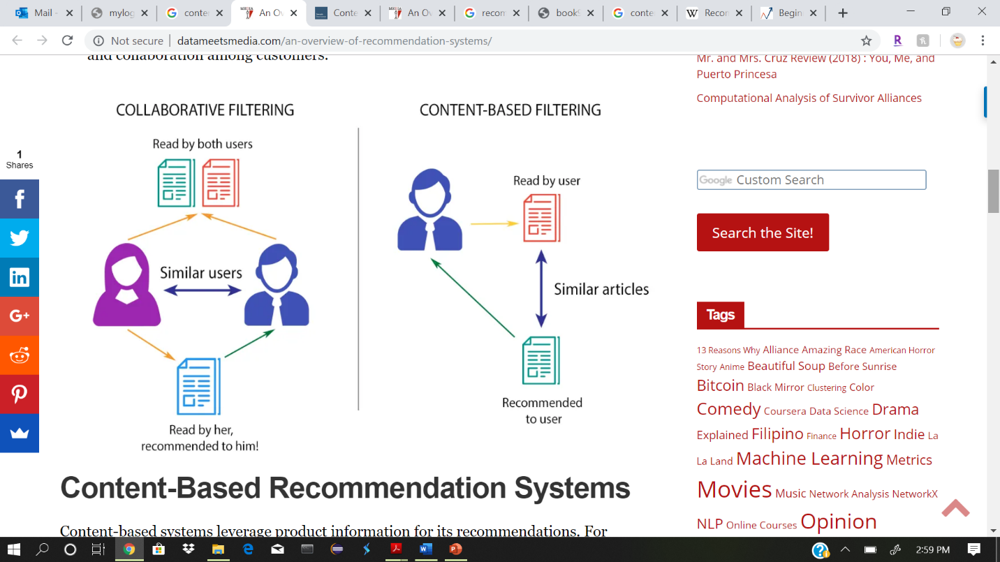 Mail -
mylog
conte
An Ov
Conte
An Ov
recom
bookS
conte
Recon
Begin
Not secure | datameetsmedia.com/an-overview-of-recommendation-systems/
and collaboration among customers.
COLLABORATIVE FILTERING
Read by both users
Similar users
Read by her,
recommended to him!
CONTENT-BASED FILTERING
Read by user
Similar articles
Recommended
to user
1
Shares
Content-Based Recommendation Systems
Content-based systems leverage product information for its recommendations. For
Mr. and Mrs. Cruz Review (2018) : You, Me, and
Puerto Princesa
Computational Analysis of Survivor Alliances
Google Custom Search
Search the Site!
Tags
13 Reasons Why Alliance Amazing Race American Horror
Story Anime Beautiful Soup Before Sunrise
Bitcoin Black Mirror Clustering Color
Comedy Coursera Data Science Drama
Explained Filipino Finance Horror Indie La
La Land Machine Learning Metrics
Movies Music Network Analysis NetworkX
NLP Online Courses Opinion
2:59 PM